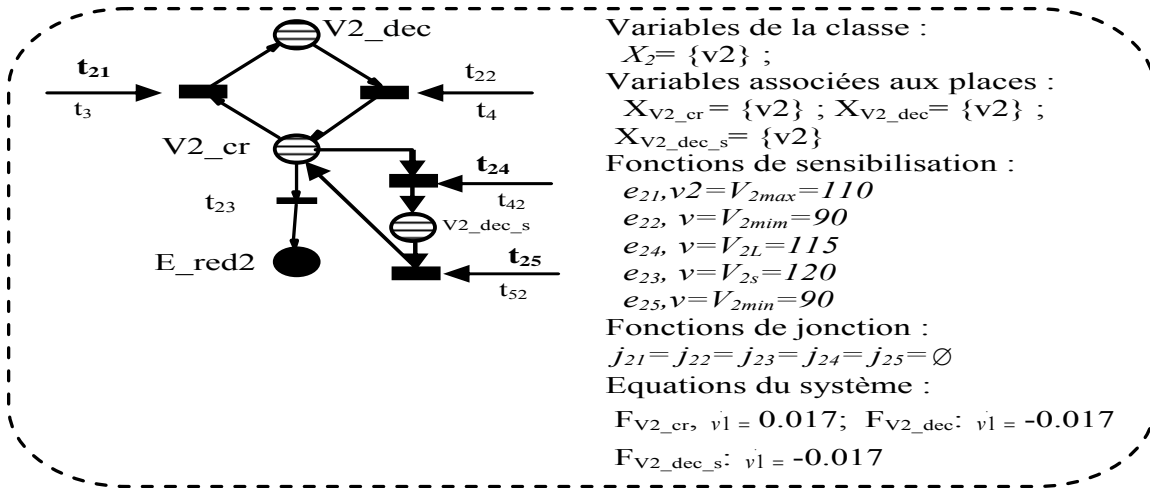 V2_dec
t21
t3
t22
t4
V2_cr
t24
t42
t23
V2_dec_s
E_red2
t25
t52
Variables de la classe :
X2= {v2} ;
Variables associées aux places :
XV2_cr = {v2} ; XV2_dec= {v2} ;
XV2_dec_s= {v2}
Fonctions de sensibilisation :
e21,v2=V2max=110
e22, v=V2mim=90
e24, v=V2L=115
e23, v=V2s=120
e25,v=V2min=90
Fonctions de jonction :
j21= j22= j23= j24= j25=∅
Equations du système :
FV2_cr, v̇1 = 0.017; FV2_dec: v̇1 = -0.017
FV2_dec_s: v̇1 = -0.017